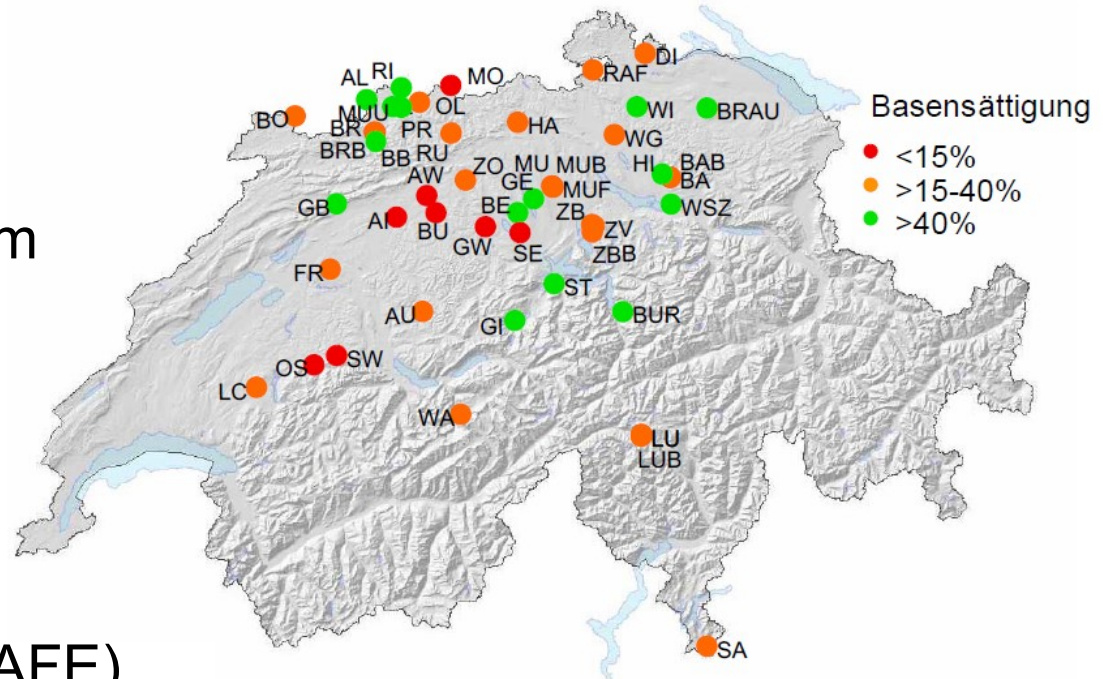 DI
RAF
AL RI
MO
OL
WI
BRAU
BO
MUU
BR
PR
HA
WG
BRB
BB
RU
Basensättigung
<15%
>15-40%
>40%
ZO
MU
MUB
HI
BAB
BA
AW
GE
MUF
GB
BE
ZB
WSZ
AI
BU
GW
SE
ZV
ZBB
m
FR
ST
AU
GI
BUR
OS
SW
LC
WA
LU
LUB
SA
AFE)